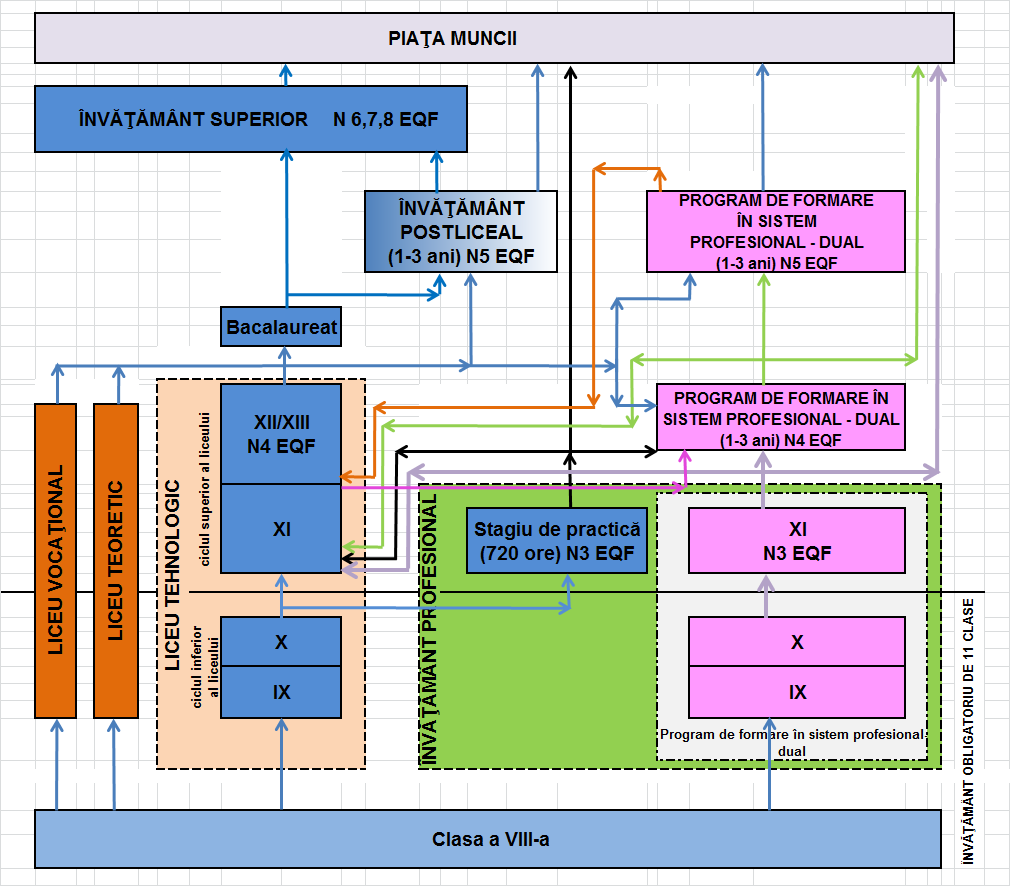 PIAŢA MUNCII
ÎNVĂŢĂMÂNT SUPERIOR N 6,7,8 EQF
ÎNVĂŢĂMÂNT
POSTLICEAL
(1-3 ani) N5 EQF
PROGRAM DE FORMARE
ÎN SISTEM
PROFESIONAL - DUAL
(1-3 ani) N5 EQF
Bacalaureat
PROGRAM DE FORMARE ÎN
SISTEM PROFESIONAL - DUAL
(1-3 ani) N4 EQF
LICEU VOCAŢIONAL
LICEU TEORETIC
LICEU TEHNOLOGIC
ciclul superior al liceului
XII/XIII
N4 EQF
XI
ciclul inferior
al liceului
X
IX
ÎNVĂŢĂMÂNT PROFESIONAL
Stagiu de practică
(720 ore) N3 EQF
XI
N3 EQF
X
IX
Program de formare în sistem profesional-
dual
ÎNVĂŢĂMÂNT OBLIGATORIU DE 11 CLASE
Clasa a VIII-a